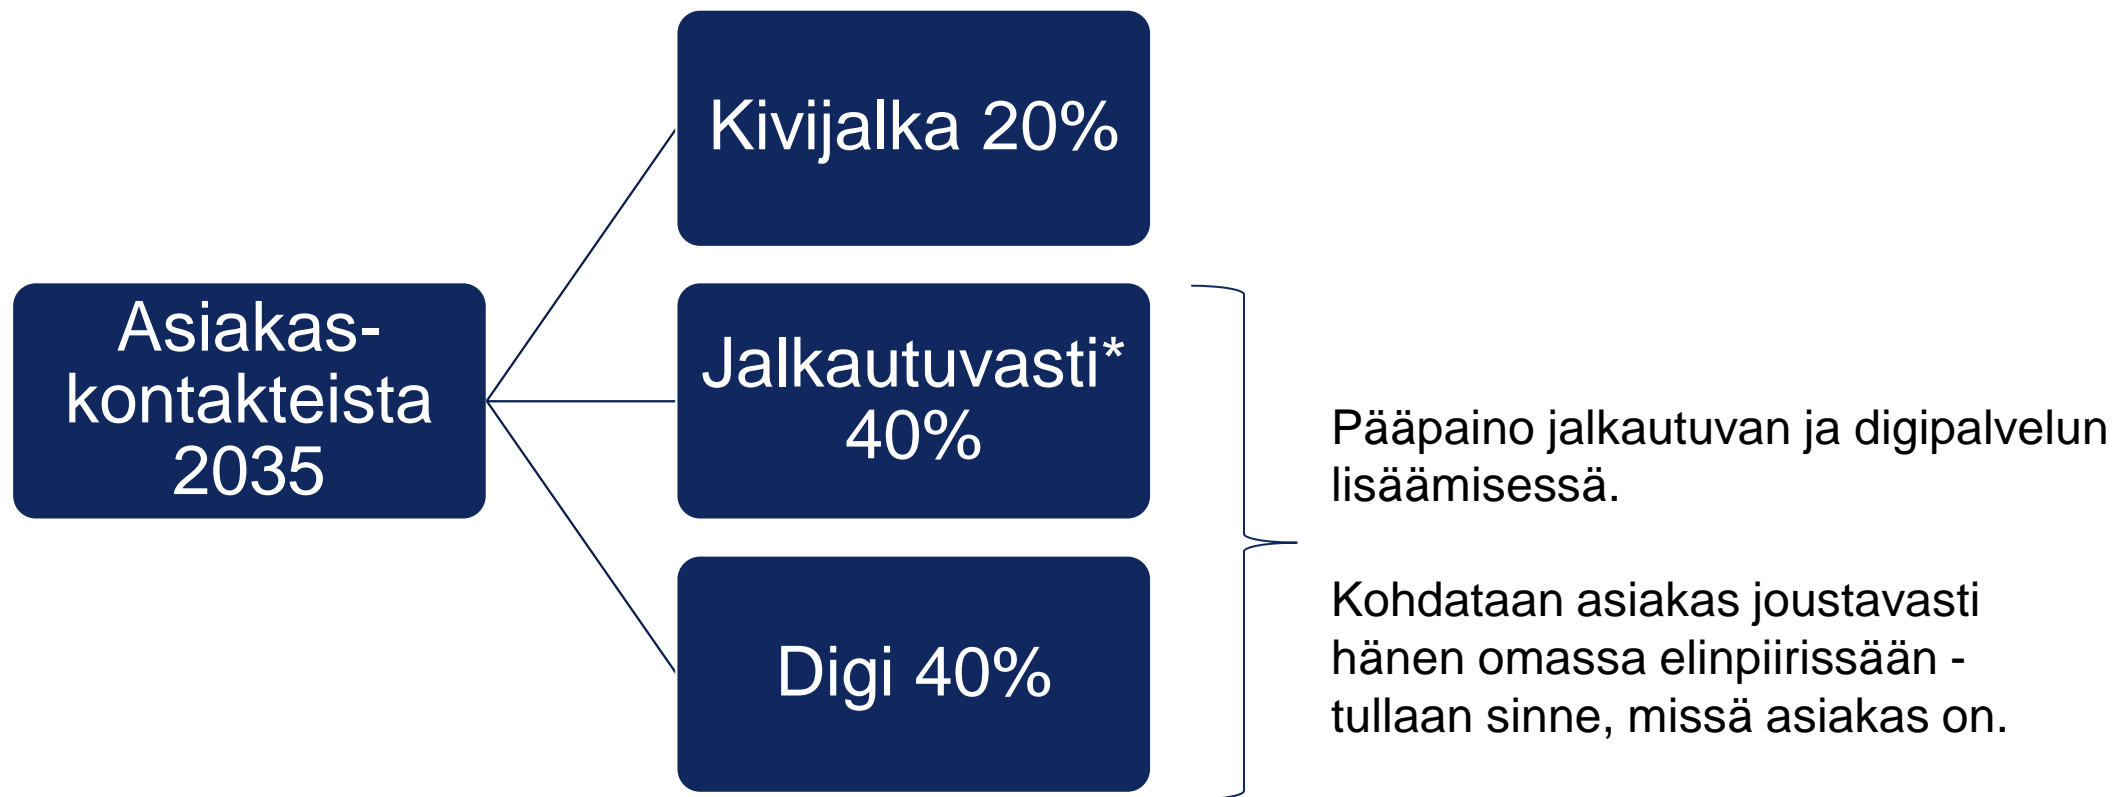 Kivijalka 20%
Asiakas-
kontakteista
2035
Jalkautuvasti*
40%
Digi 40%
Pääpaino jalkautuvan ja digipalvelun
lisäämisessä.
Kohdataan asiakas joustavasti
hänen omassa elinpiirissään -
tullaan sinne, missä asiakas on.